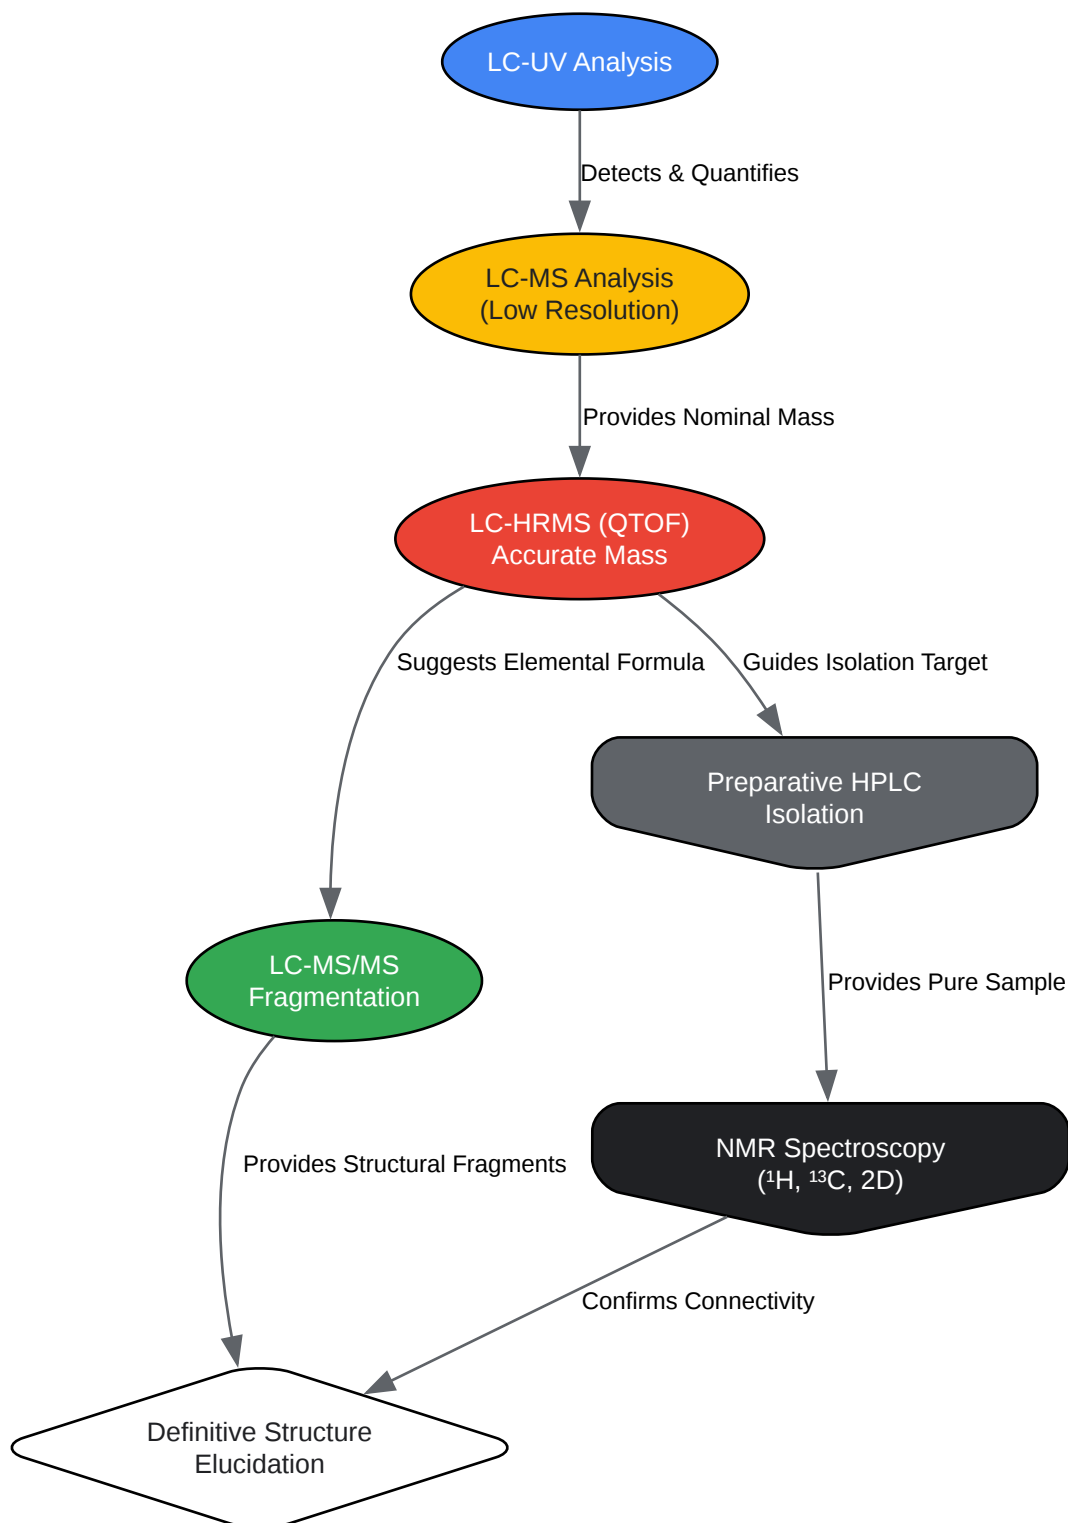 LC-UV Analysis
Detects & Quantifies
LC-MS Analysis
(Low Resolution)
Provides Nominal Mass
LC-HRMS (QTOF)
Accurate Mass
Suggests Elemental Formula
Guides Isolation Target
Preparative HPLC
Isolation
LC-MS/MS
Fragmentation
Provides Pure Sample
NMR Spectroscopy
(¹H, ¹³C, 2D)
Provides Structural Fragments
Confirms Connectivity
Definitive Structure
Elucidation